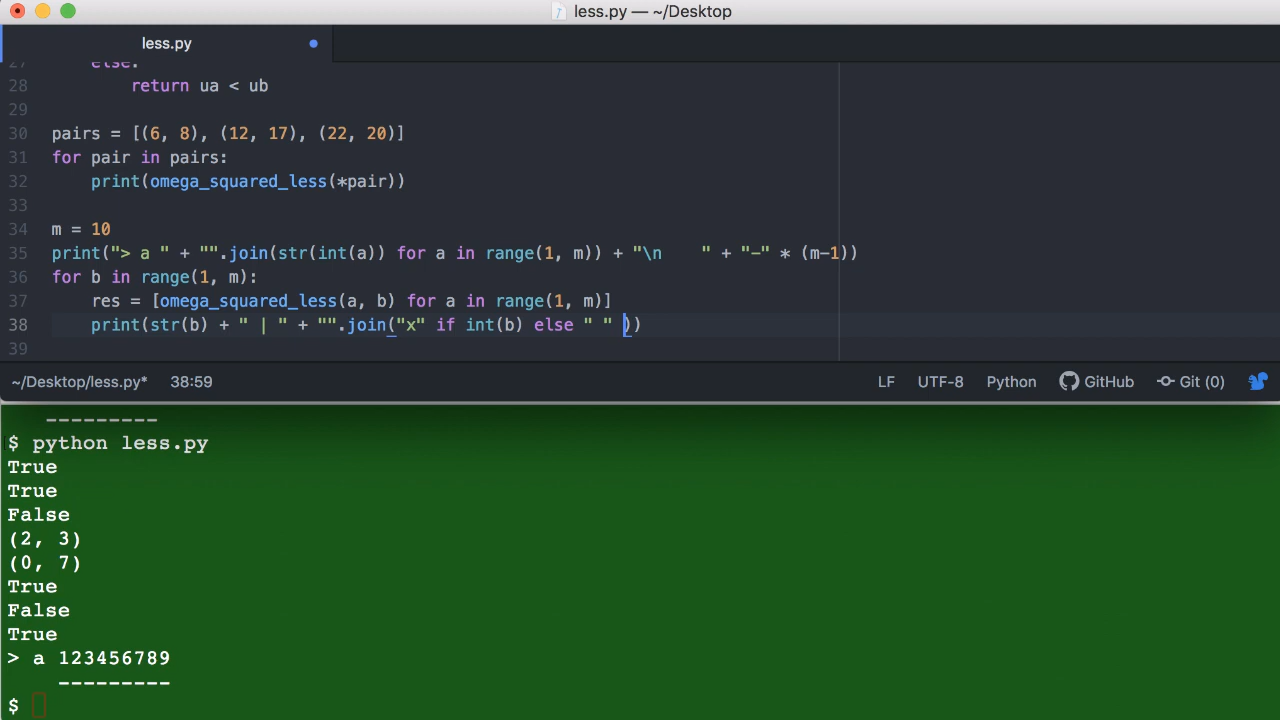 less.py — ~/Desktop
less.py
27 else:
28 return ua < ub
29
30 pairs = [(6, 8), (12, 17), (22, 20)]
31 for pair in pairs:
32 print(omega_squared_less(*pair))
33
34 m = 10
35 print("> a " + "".join(str(int(a)) for a in range(1, m)) + "\n    " + "-" * (m-1))
36 for b in range(1, m):
37 res = [omega_squared_less(a, b) for a in range(1, m)]
38 print(str(b) + " | " + "".join("x" if int(b) else " " ))
39
~/Desktop/less.py* 38:59 LF UTF-8 Python GitHub Git (0)
---------
$ python less.py
True
True
False
(2, 3)
(0, 7)
True
False
True
> a 123456789
---------
$